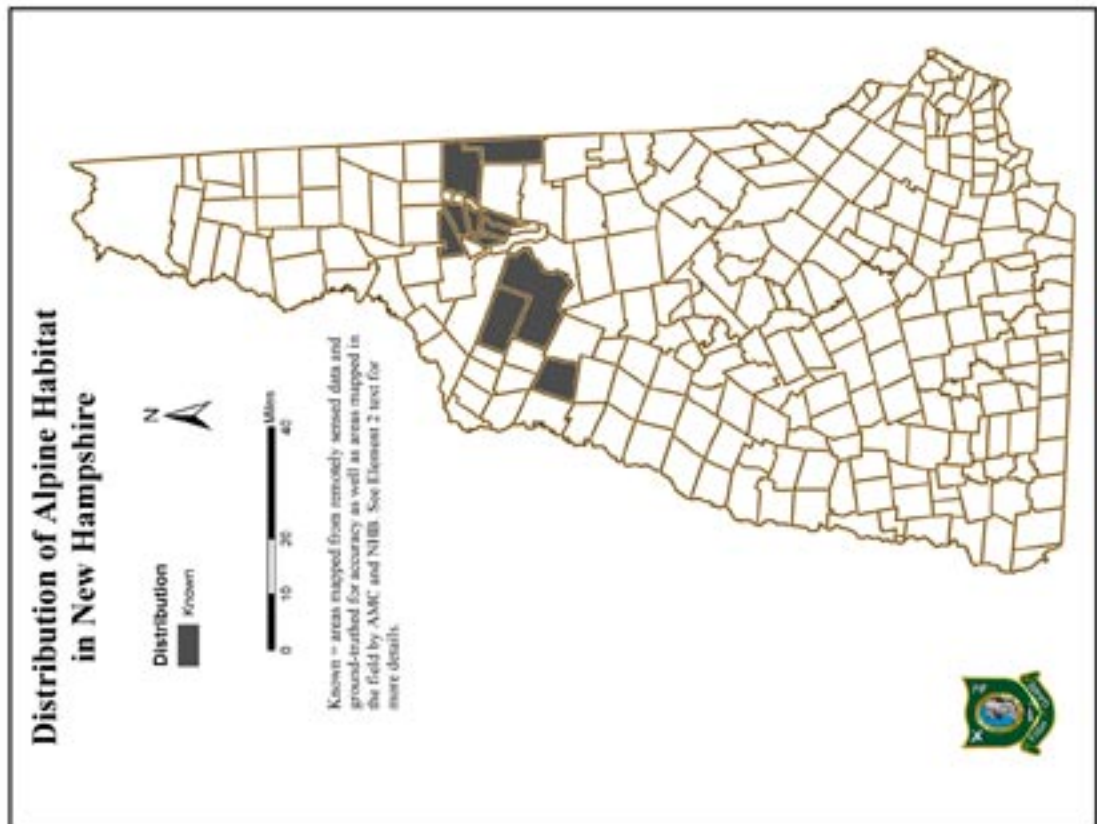 Distribution of Alpine Habitat
in New Hampshire
Distribution
Known
N
0 10 20 40
Miles
Known = areas mapped from remotely sensed data and
ground-truthed for accuracy as well as areas mapped in
the field by AMC and NHB. See Element 2 text for
more details.